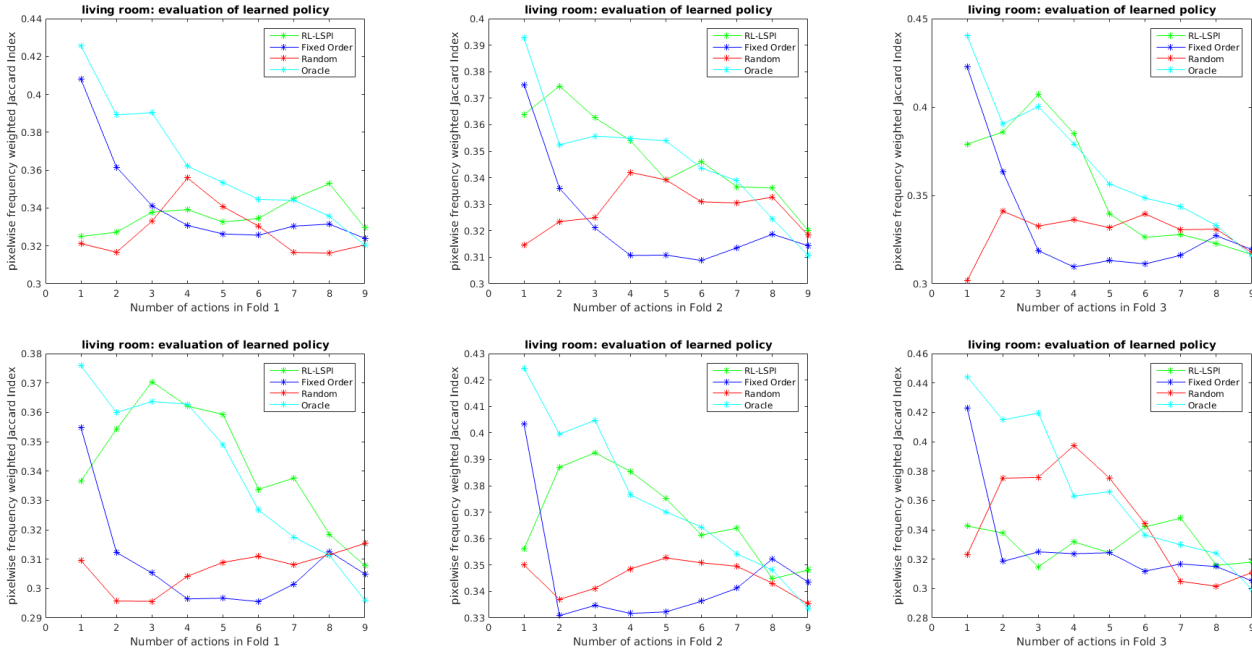 living room: evaluation of learned policy
pixelwise frequency weighted Jaccard Index
0.44
0.42
0.4
0.38
0.36
0.34
0.32
0.3
0 1 2 3 4 5 6 7 8 9
Number of actions in Fold 1
RL-LSPI
Fixed Order
Random
Oracle
living room: evaluation of learned policy
pixelwise frequency weighted Jaccard Index
0.4
0.39
0.38
0.37
0.36
0.35
0.34
0.33
0.32
0.31
0.3
0 1 2 3 4 5 6 7 8 9
Number of actions in Fold 2
RL-LSPI
Fixed Order
Random
Oracle
living room: evaluation of learned policy
pixelwise frequency weighted Jaccard Index
0.45
0.4
0.35
0.3
0 1 2 3 4 5 6 7 8 9
Number of actions in Fold 3
RL-LSPI
Fixed Order
Random
Oracle
living room: evaluation of learned policy
pixelwise frequency weighted Jaccard Index
0.38
0.37
0.36
0.35
0.34
0.33
0.32
0.31
0.3
0.29
0 1 2 3 4 5 6 7 8 9
Number of actions in Fold 1
RL-LSPI
Fixed Order
Random
Oracle
living room: evaluation of learned policy
pixelwise frequency weighted Jaccard Index
0.43
0.42
0.41
0.4
0.39
0.38
0.37
0.36
0.35
0.34
0.33
0 1 2 3 4 5 6 7 8 9
Number of actions in Fold 2
RL-LSPI
Fixed Order
Random
Oracle
living room: evaluation of learned policy
pixelwise frequency weighted Jaccard Index
0.46
0.44
0.42
0.4
0.38
0.36
0.34
0.32
0.3
0.28
0 1 2 3 4 5 6 7 8 9
Number of actions in Fold 3
RL-LSPI
Fixed Order
Random
Oracle